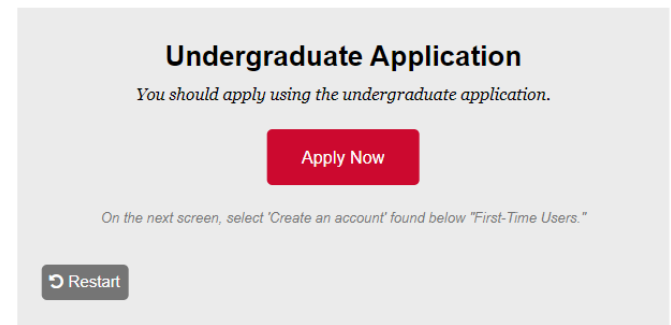 Undergraduate Application
You should apply using the undergraduate application.
Apply Now
On the next screen, select 'Create an account' found below "First-Time Users."
Restart